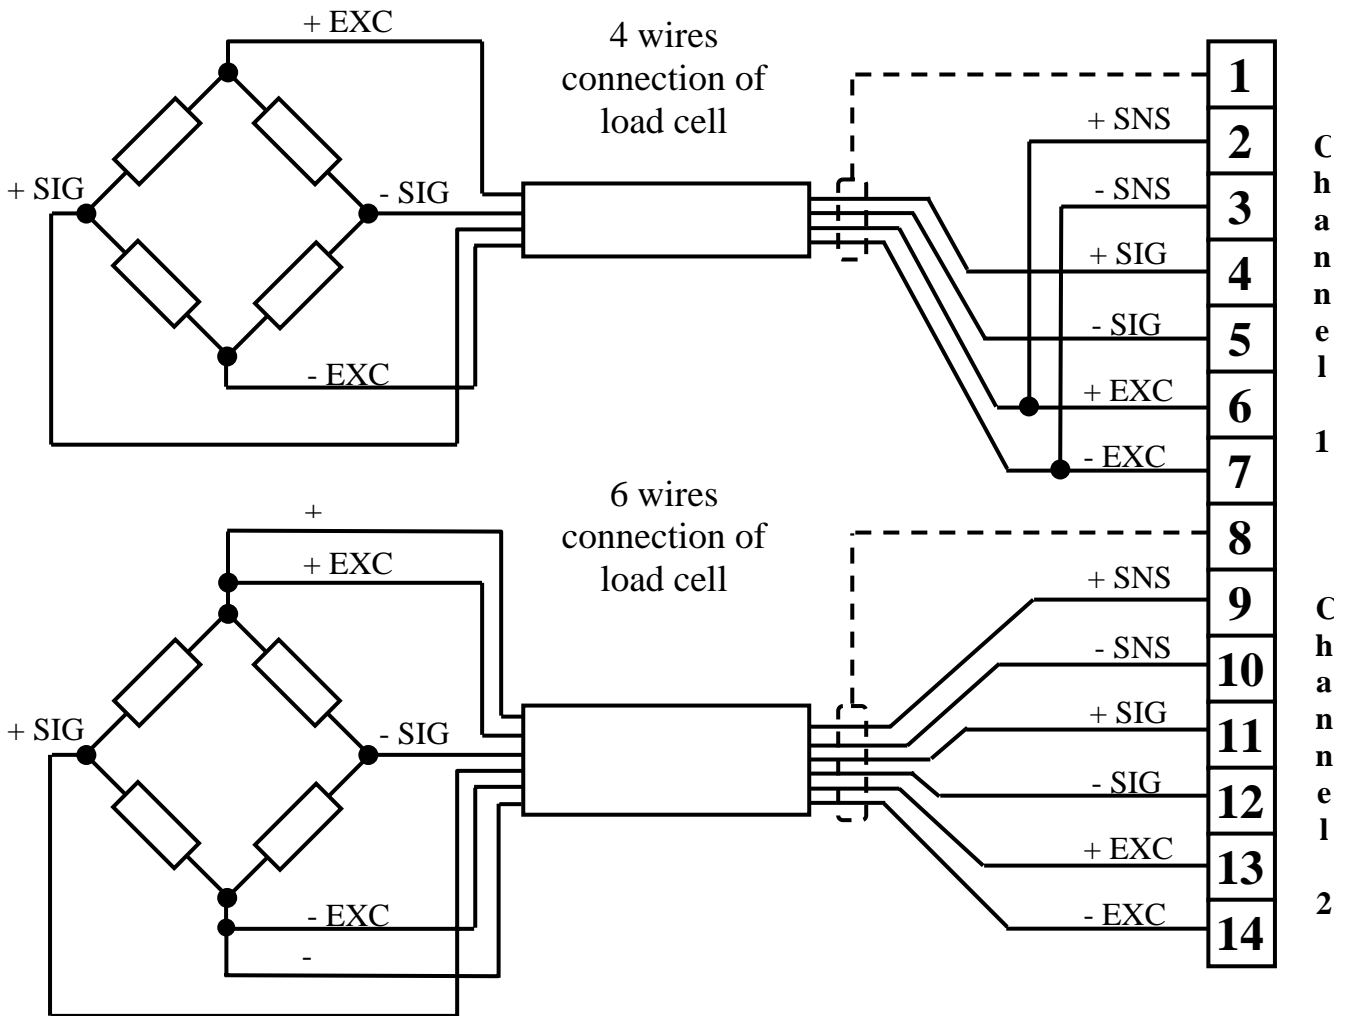 + EXC
4 wires
connection of
load cell
+ SIG
- SIG
- EXC
+ SNS
- SNS
+ SIG
- SIG
+ EXC
- EXC
1
2
3
4
5
6
7
Channel 1
6 wires
connection of
load cell
+
+ EXC
+ SIG
- SIG
- EXC
-
+ SNS
- SNS
+ SIG
- SIG
+ EXC
- EXC
8
9
10
11
12
13
14
Channel 2